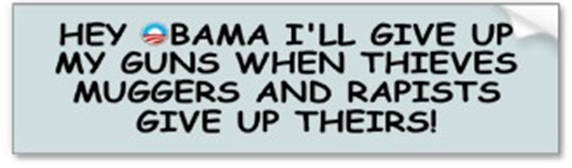 HEY OBAMA I'LL GIVE UP
MY GUNS WHEN THIEVES
MUGGERS AND RAPISTS
GIVE UP THEIRS!